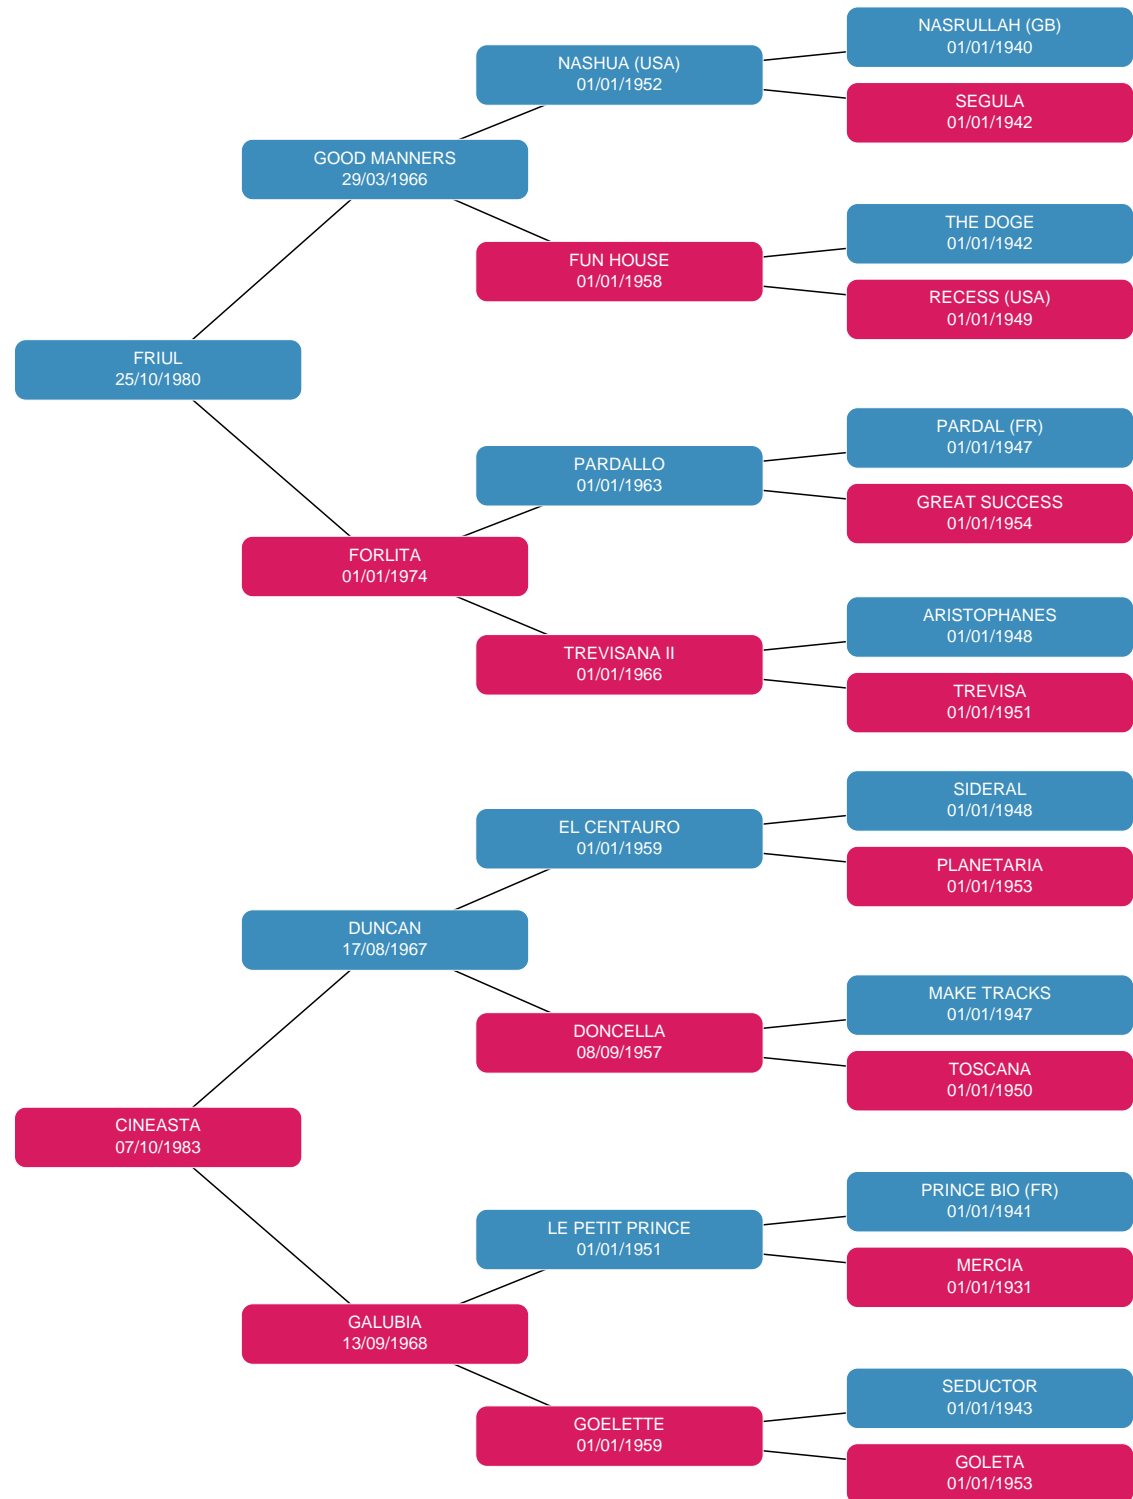 NASRULLAH (GB)
01/01/1940
NASHUA (USA)
01/01/1952
SEGULA
01/01/1942
GOOD MANNERS
29/03/1966
THE DOGE
01/01/1942
FUN HOUSE
01/01/1958
RECESS (USA)
01/01/1949
FRIUL
25/10/1980
PARDAL (FR)
01/01/1947
PARDALLO
01/01/1963
GREAT SUCCESS
01/01/1954
FORLITA
01/01/1974
ARISTOPHANES
01/01/1948
TREVISANA II
01/01/1966
TREVISA
01/01/1951
SIDERAL
01/01/1948
EL CENTAURO
01/01/1959
PLANETARIA
01/01/1953
DUNCAN
17/08/1967
MAKE TRACKS
01/01/1947
DONCELLA
08/09/1957
TOSCANA
01/01/1950
CINEASTA
07/10/1983
PRINCE BIO (FR)
01/01/1941
LE PETIT PRINCE
01/01/1951
MERCIA
01/01/1931
GALUBIA
13/09/1968
SEDUCTOR
01/01/1943
GOELETTE
01/01/1959
GOLETA
01/01/1953